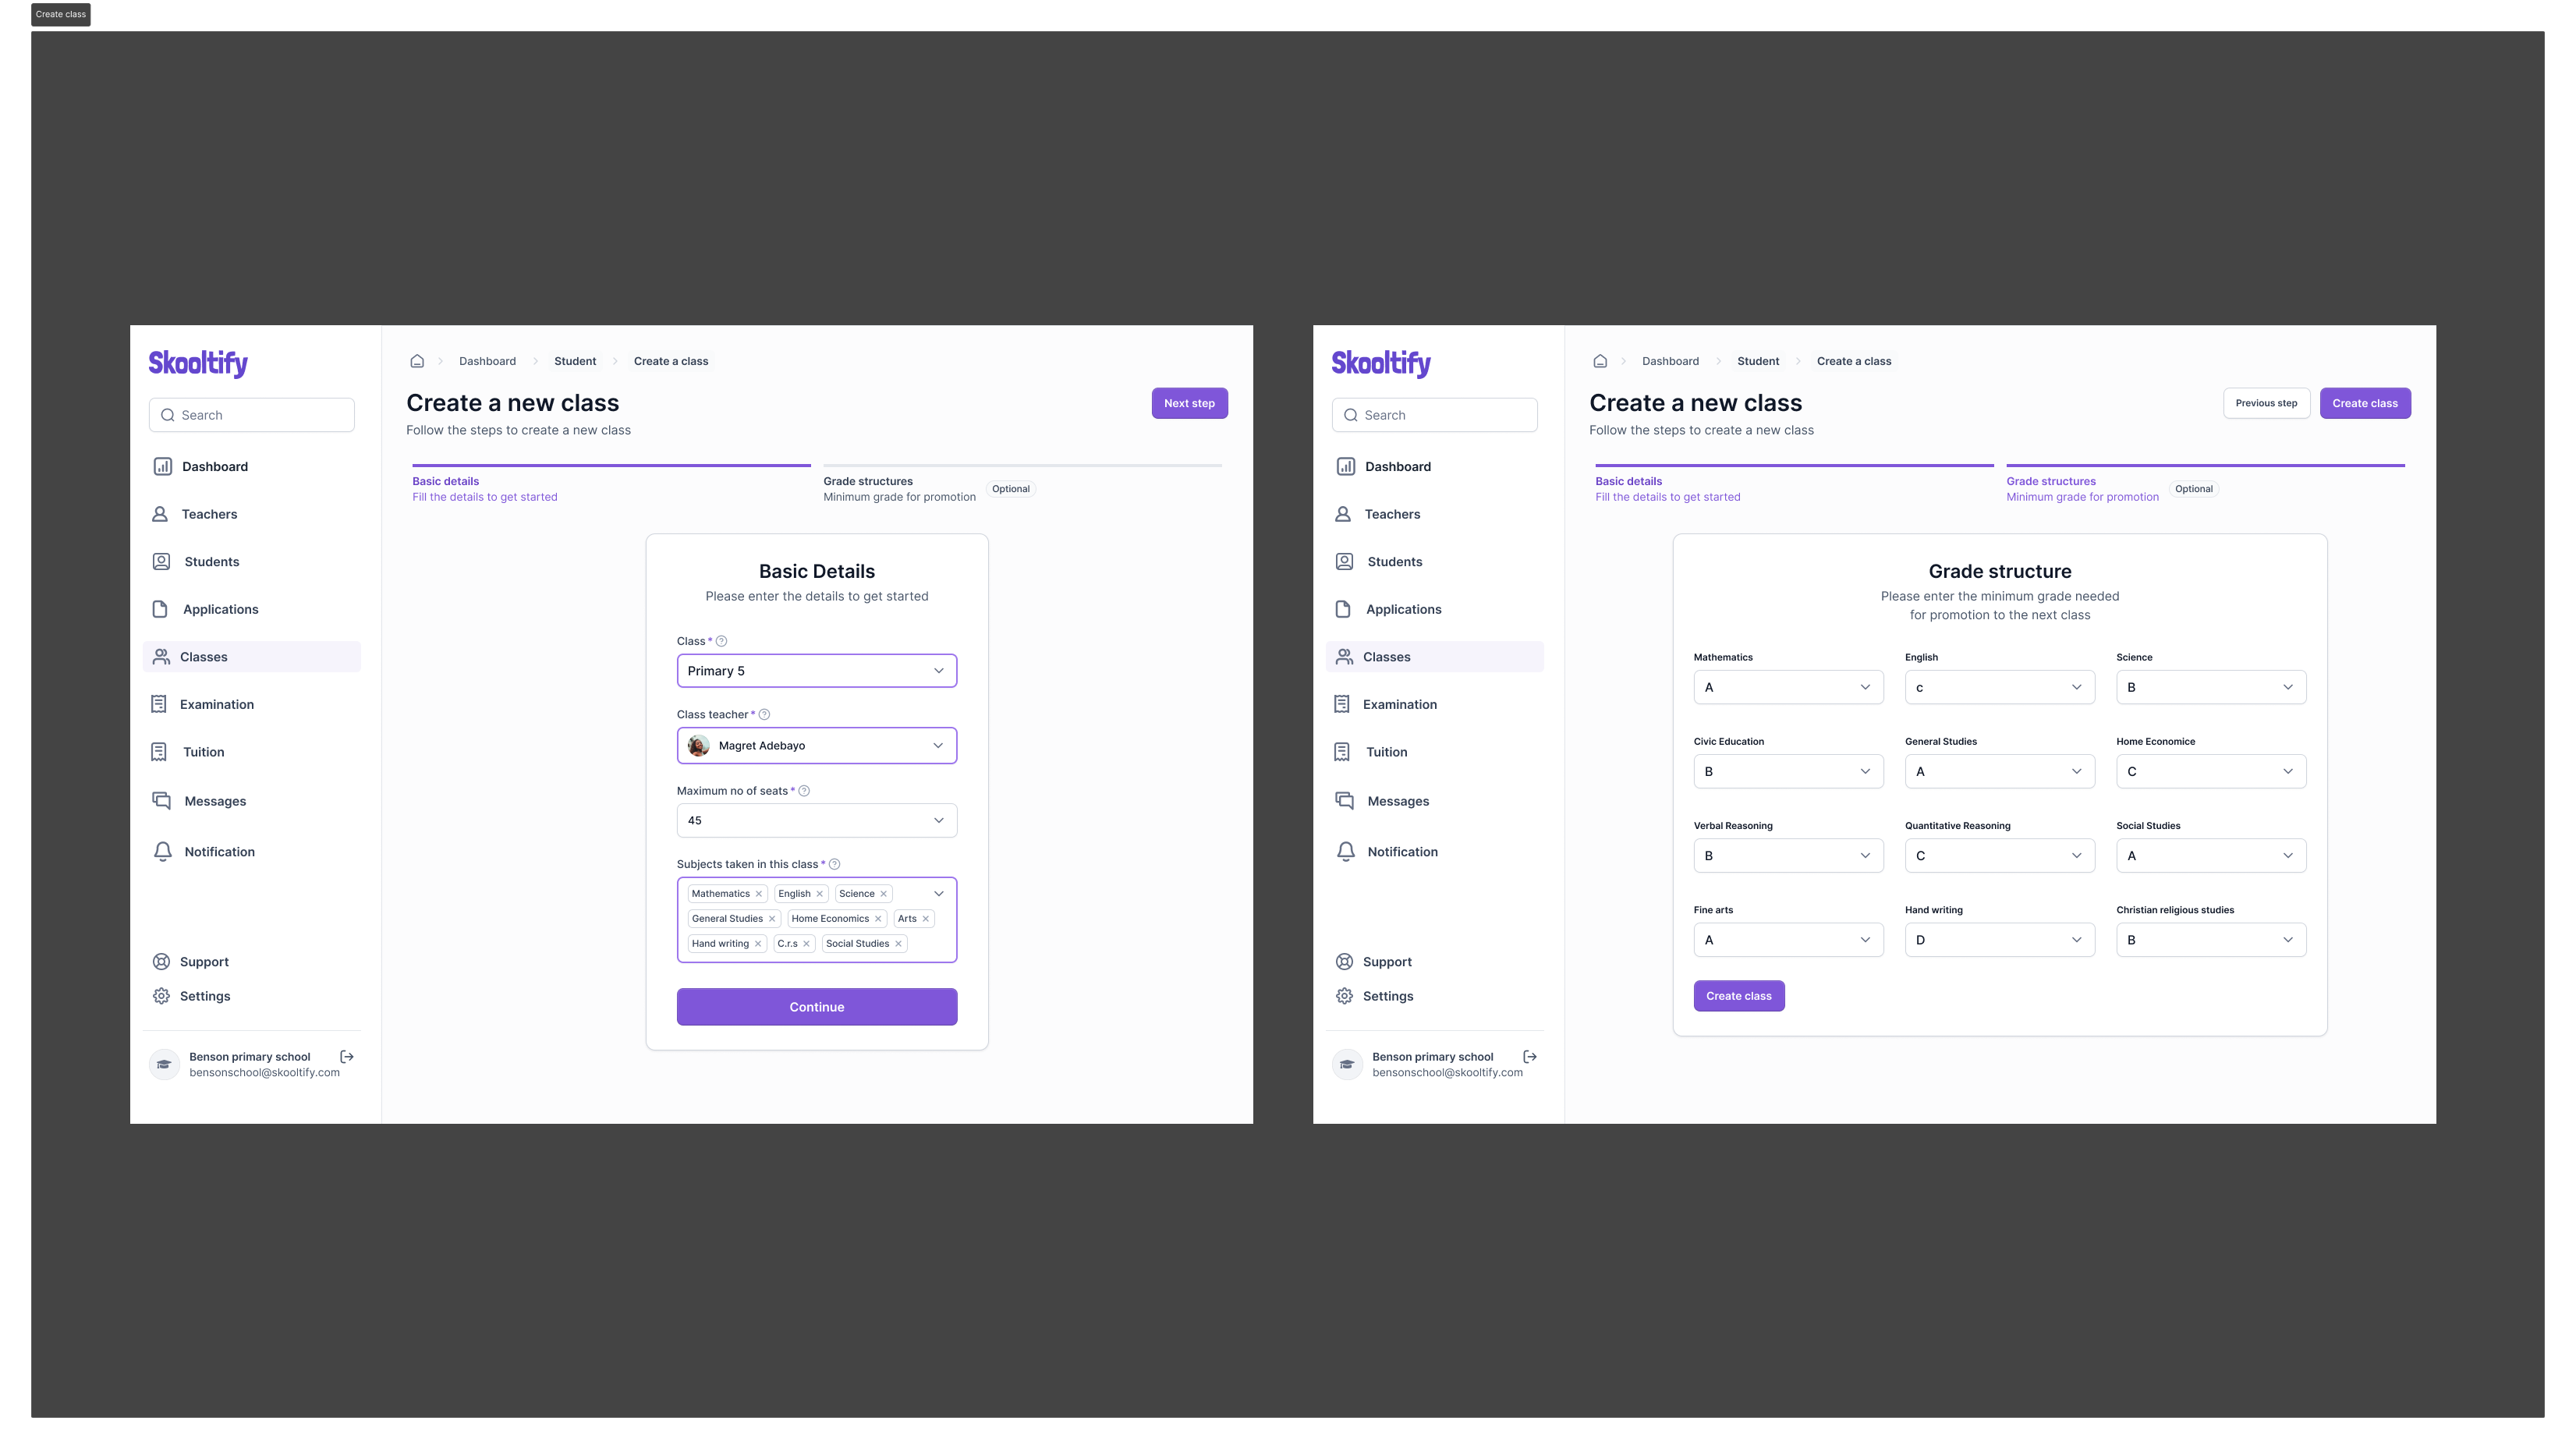 Create class
Skooltify
Search
Dashboard
Teachers
Students
Applications
Classes
Examination
Tuition
Messages
Notification
Support
Settings
Benson primary school
bensonschool@skooltify.com
Dashboard Student Create a class
Create a new class
Follow the steps to create a new class
Next step
Basic details
Fill the details to get started
Grade structures
Minimum grade for promotion
Optional
Basic Details
Please enter the details to get started
Class *
Primary 5
Class teacher *
Magret Adebayo
Maximum no of seats *
45
Subjects taken in this class *
Mathematics English Science
General Studies Home Economics Arts
Hand writing C.r.s Social Studies
Continue
Skooltify
Search
Dashboard
Teachers
Students
Applications
Classes
Examination
Tuition
Messages
Notification
Support
Settings
Benson primary school
bensonschool@skooltify.com
Dashboard Student Create a class
Create a new class
Follow the steps to create a new class
Previous step
Create class
Basic details
Fill the details to get started
Grade structures
Minimum grade for promotion
Optional
Grade structure
Please enter the minimum grade needed
for promotion to the next class
Mathematics English Science
A c B
Civic Education General Studies Home Economice
B A C
Verbal Reasoning Quantitative Reasoning Social Studies
B C A
Fine arts Hand writing Christian religious studies
A D B
Create class